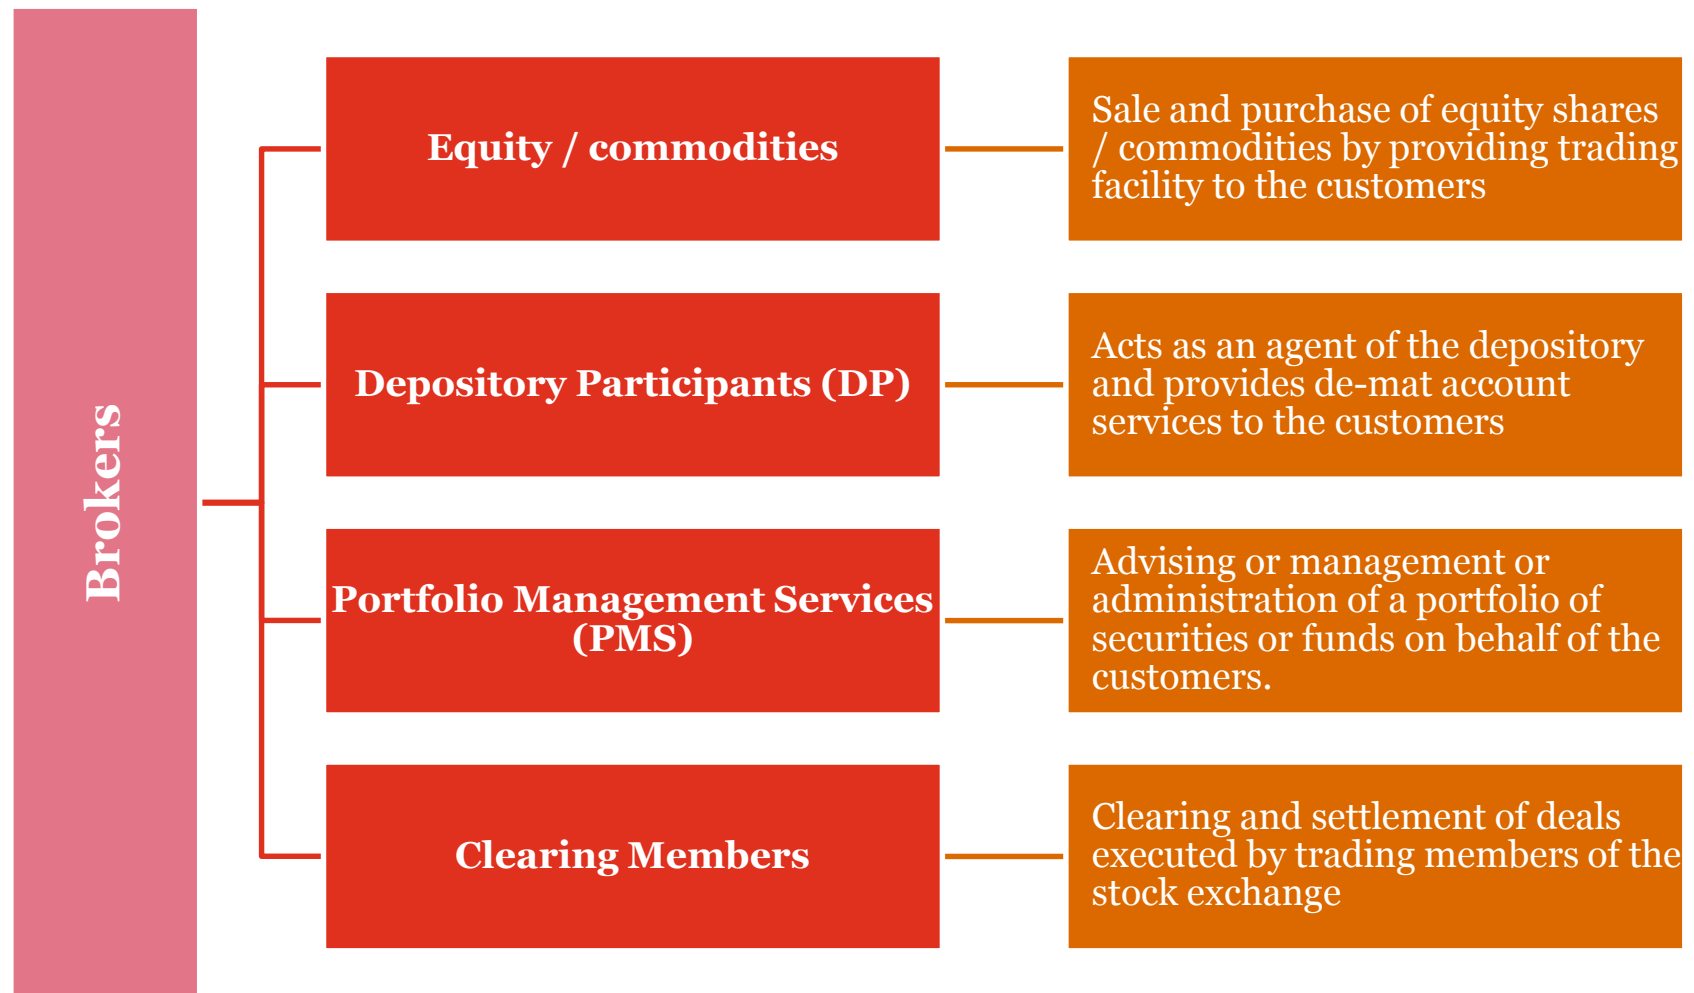 Brokers
Equity / commodities
Sale and purchase of equity shares
/ commodities by providing trading
facility to the customers
Depository Participants (DP)
Acts as an agent of the depository
and provides de-mat account
services to the customers
Portfolio Management Services
(PMS)
Advising or management or
administration of a portfolio of
securities or funds on behalf of the
customers.
Clearing Members
Clearing and settlement of deals
executed by trading members of the
stock exchange